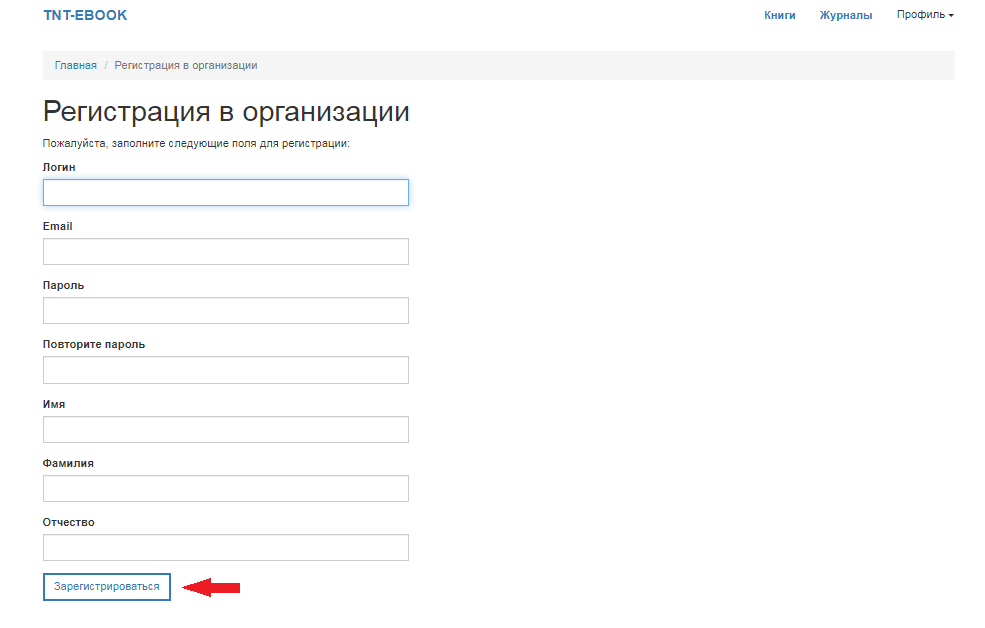 TNT-EBOOK
Книги Журналы Профиль
Главная / Регистрация в организации
Регистрация в организации
Пожалуйста, заполните следующие поля для регистрации:
Логин
Email
Пароль
Повторите пароль
Имя
Фамилия
Отчество
Зарегистрироваться